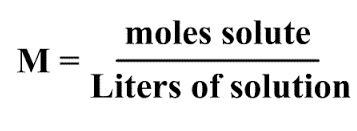 moles solute
M =
Liters of solution